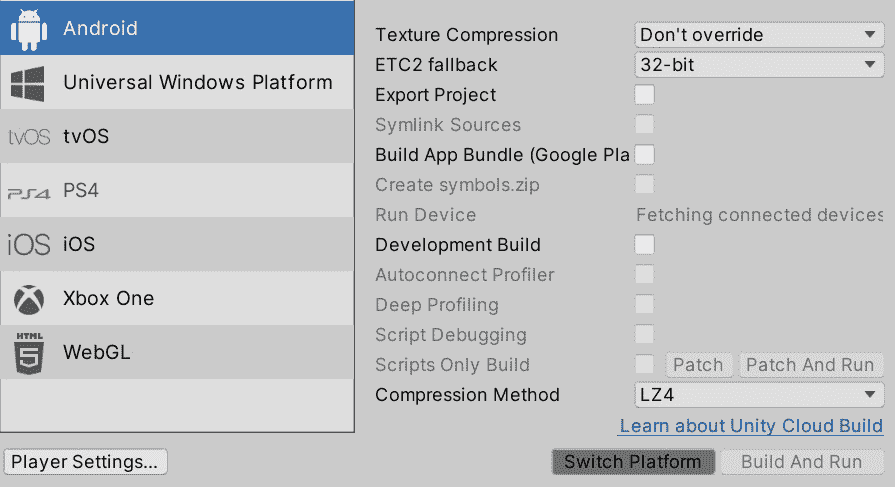 Android
Universal Windows Platform
tvOS tvOS
PS4 PS4
iOS iOS
Xbox One
HTML 5 WebGL
Texture Compression Don't override
ETC2 fallback 32-bit
Export Project
Symlink Sources
Build App Bundle (Google Pla
Create symbols.zip
Run Device Fetching connected devices
Development Build
Autoconnect Profiler
Deep Profiling
Script Debugging
Scripts Only Build Patch Patch And Run
Compression Method LZ4
Learn about Unity Cloud Build
Player Settings... Switch Platform Build And Run